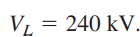 V_L = 240 kV.